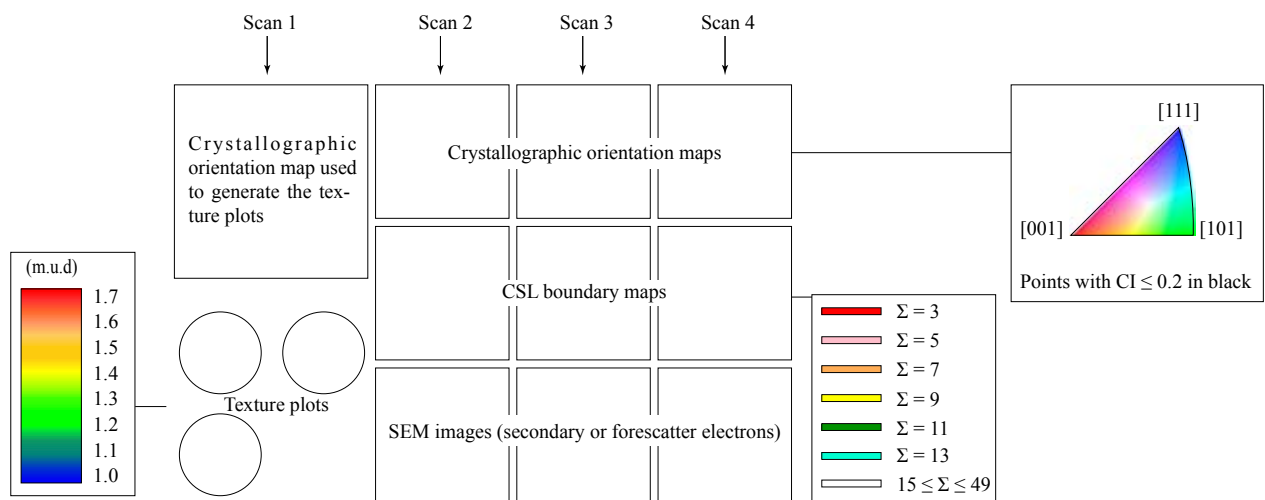 Scan 1
Scan 2
Scan 3
Scan 4
Crystallographic
orientation map used
to generate the tex-
ture plots
Crystallographic orientation maps
[111]
[001]
[101]
Points with CI ≤ 0.2 in black
(m.u.d)
1.7
1.6
1.5
1.4
1.3
1.2
1.1
1.0
CSL boundary maps
Texture plots
SEM images (secondary or forescatter electrons)
Σ = 3
Σ = 5
Σ = 7
Σ = 9
Σ = 11
Σ = 13
15 ≤ Σ ≤ 49